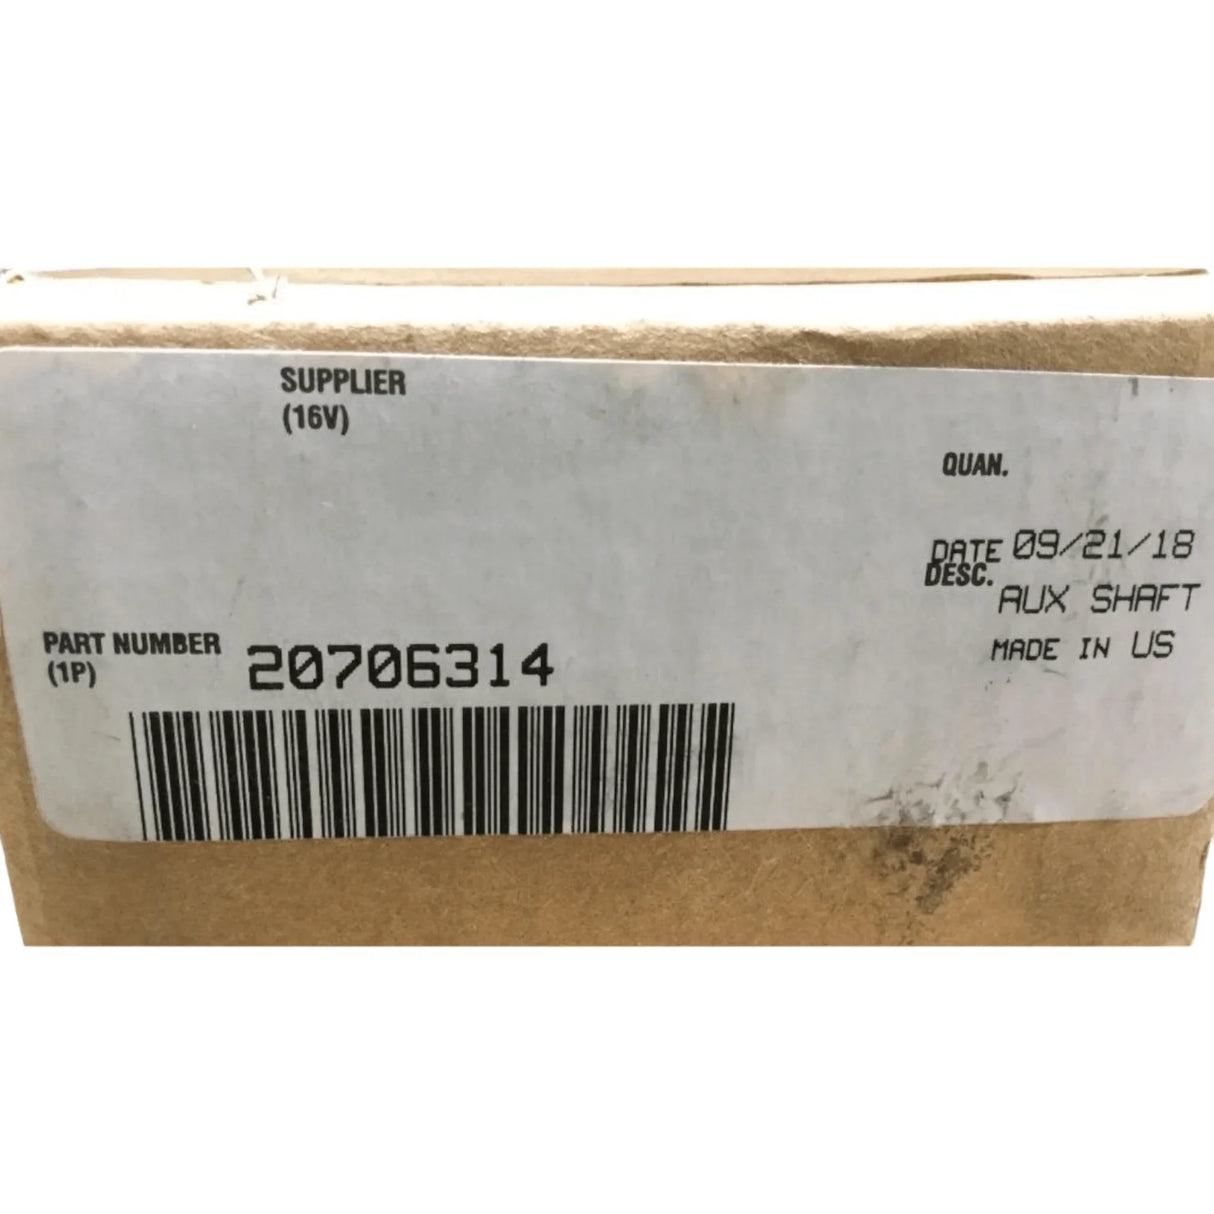 SUPPLIER
(16V)
QUAN.
DATE 09/21/18
DESC.
AUX SHAFT
MADE IN US
PART NUMBER
(1P)
20706314